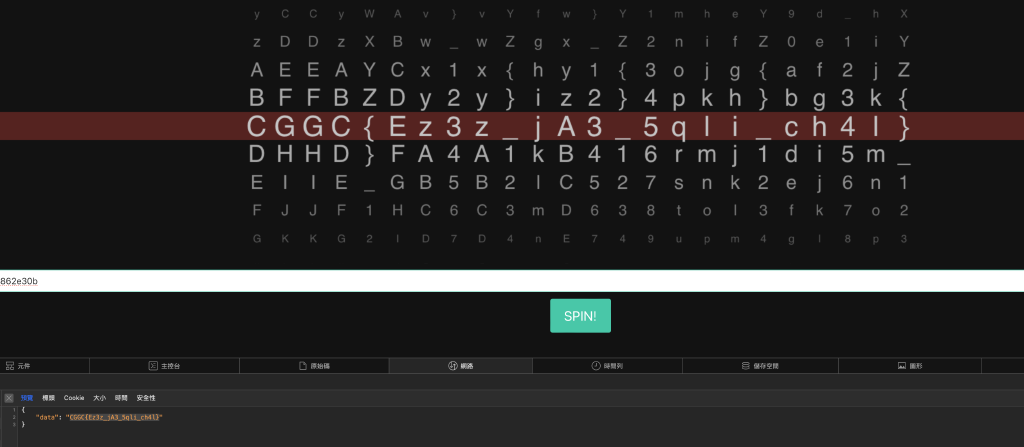 y C C y W A v } v Y f w } Y 1 m h e Y 9 d _ h X
z D D z X B w _ w Z g x _ Z 2 n i f Z 0 e 1 i Y
A E E A Y C x 1 x { h y 1 { 3 o j g { a f 2 j Z
B F F B Z D y 2 y } i z 2 } 4 p k h } b g 3 k {
C G G C { E z 3 z _ j A 3 _ 5 q l i _ c h 4 l }
D H H D } F A 4 A 1 k B 4 1 6 r m j 1 d i 5 m _
E I I E _ G B 5 B 2 l C 5 2 7 s n k 2 e j 6 n 1
F J J F 1 H C 6 C 3 m D 6 3 8 t o l 3 f k 7 o 2
G K K G 2 I D 7 D 4 n E 7 4 9 u p m 4 g l 8 p 3
862e30b
SPIN!
元件 主控台 原始碼 網路 時間列 儲存空間 圖形
預覽 標頭 Cookie 大小 時間 安全性
1 {
2 "data": "CGGC{Ez3z_jA3_5qli_ch4l}"
3 }